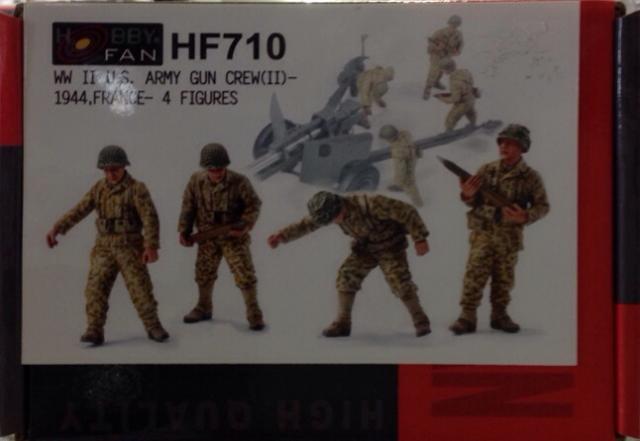 HOBBY FAN HF710
WW II U.S. ARMY GUN CREW(II)-
1944,FRANCE- 4 FIGURES
HIGH QUALITY